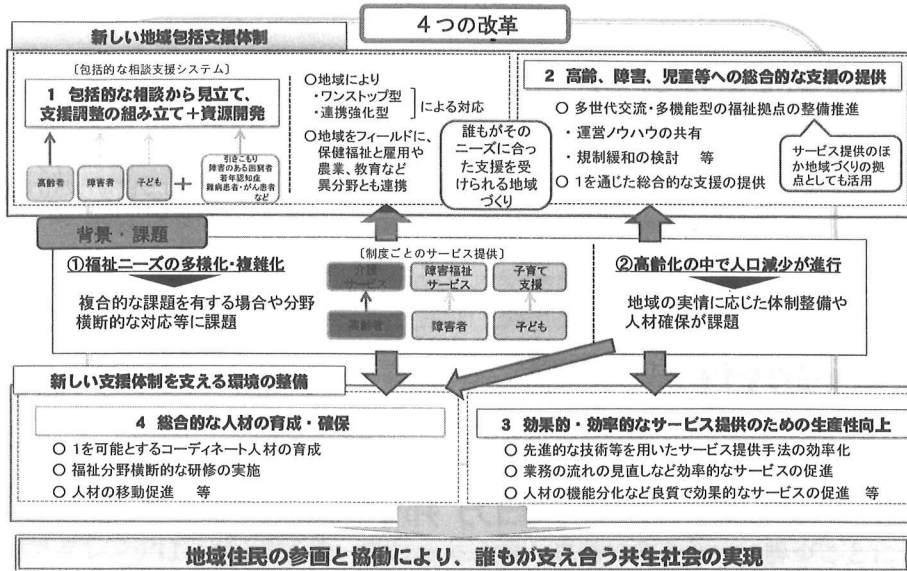 4つの改革
新しい地域包括支援体制
〔包括的な相談支援システム〕
1 包括的な相談から見立て、
支援調整の組み立て+資源開発
高齢者
障害者
子ども
+
引きこもり
障害のある困窮者
若年認知症
難病患者・がん患者
など
○地域により
・ワンストップ型
・連携強化型
による対応
○地域をフィールドに、
保健福祉と雇用や
農業、教育など
異分野とも連携
誰もがその
ニーズに合っ
た支援を受
けられる地域
づくり
2 高齢、障害、児童等への総合的な支援の提供
○ 多世代交流・多機能型の福祉拠点の整備推進
・運営ノウハウの共有
・規制緩和の検討 等
○ 1を通じた総合的な支援の提供
サービス提供のほ
か地域づくりの拠
点としても活用
背景・課題
①福祉ニーズの多様化・複雑化
複合的な課題を有する場合や分野
横断的な対応等に課題
〔制度ごとのサービス提供〕
介護
サービス
障害福祉
サービス
子育て
支援
高齢者
障害者
子ども
②高齢化の中で人口減少が進行
地域の実情に応じた体制整備や
人材確保が課題
新しい支援体制を支える環境の整備
4 総合的な人材の育成・確保
○ 1を可能とするコーディネート人材の育成
○ 福祉分野横断的な研修の実施
○ 人材の移動促進 等
3 効果的・効率的なサービス提供のための生産性向上
○ 先進的な技術等を用いたサービス提供手法の効率化
○ 業務の流れの見直しなど効率的なサービスの促進
○ 人材の機能分化など良質で効果的なサービスの促進 等
地域住民の参画と協働により、誰もが支え合う共生社会の実現